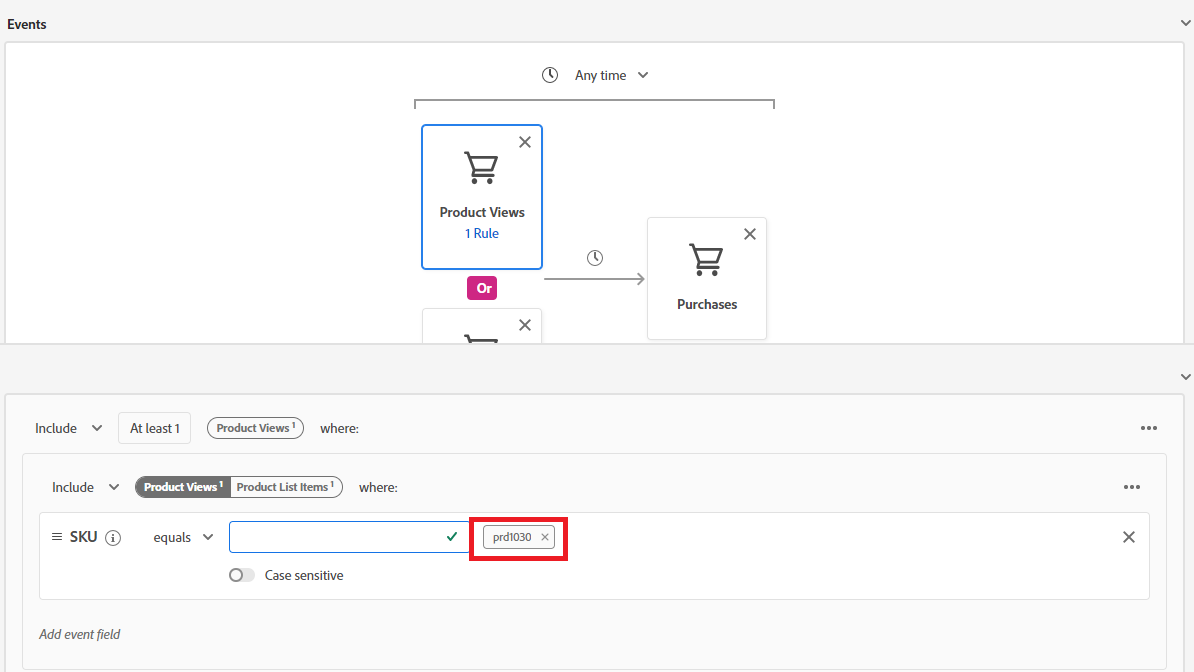 Events
Any time
Product Views
1 Rule
Or
Purchases
Include At least 1 Product Views 1 where:
Include Product Views 1 Product List Items 1 where:
SKU equals prd1030
Case sensitive
Add event field